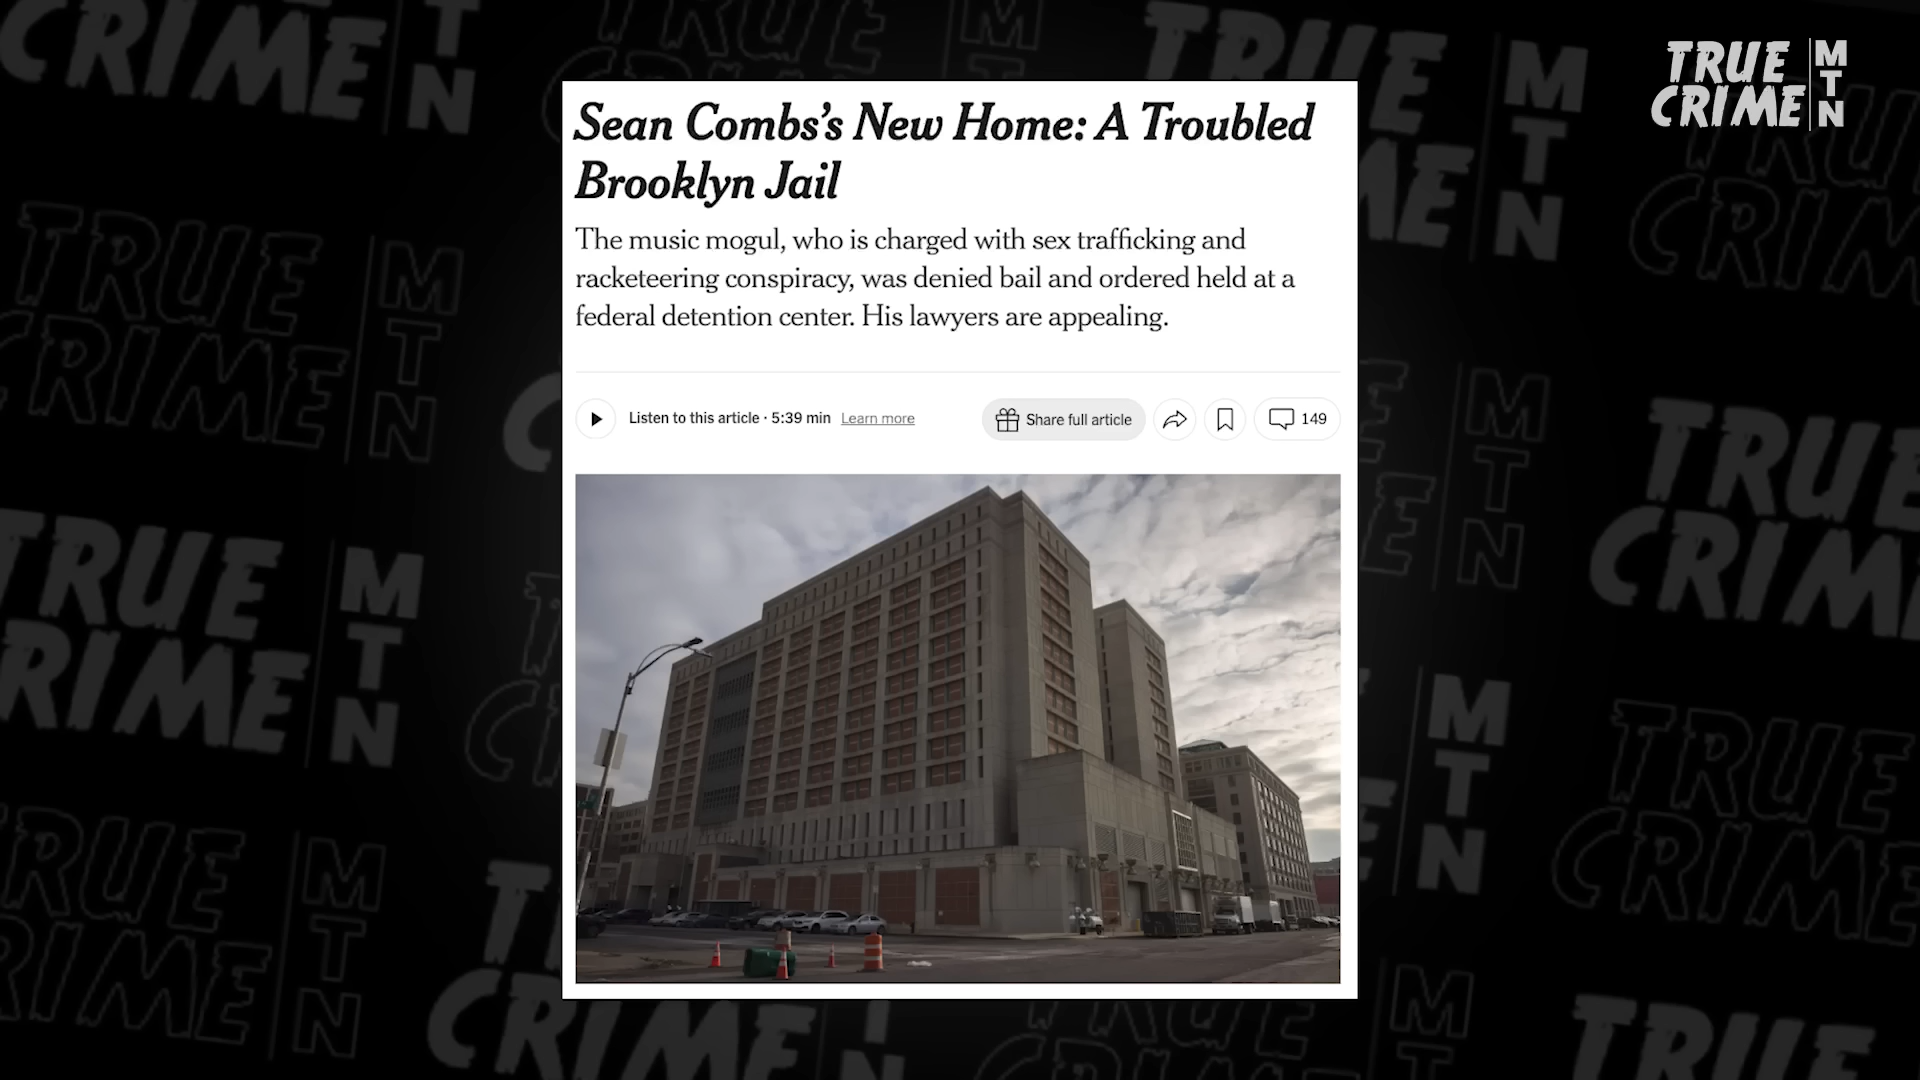 TRUE
CRIME
MTN
Sean Combs’s New Home: A Troubled
Brooklyn Jail
The music mogul, who is charged with sex trafficking and
racketeering conspiracy, was denied bail and ordered held at a
federal detention center. His lawyers are appealing.
Listen to this article · 5:39 min Learn more
Share full article
149